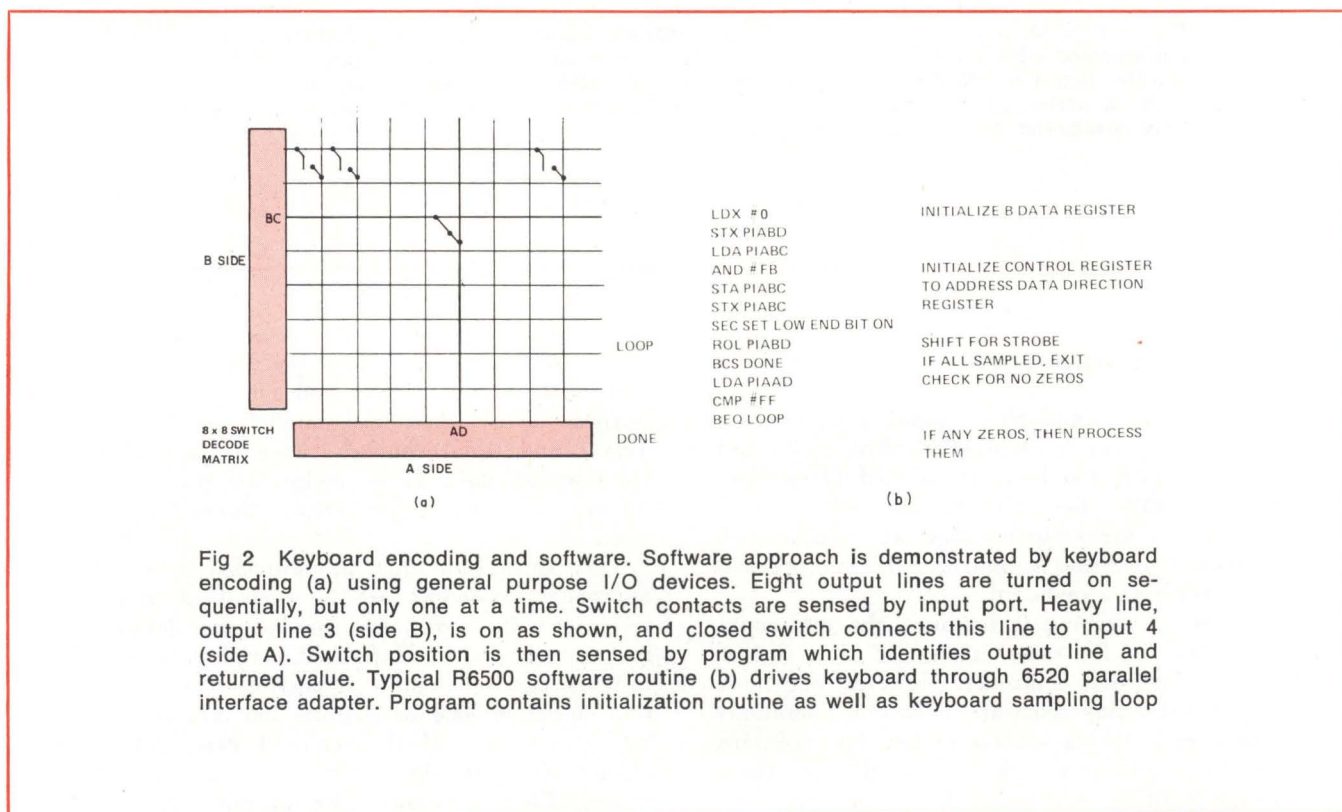 BC
B SIDE
8 x 8 SWITCH
DECODE
MATRIX
AD
A SIDE
(a)
LDX #0 INITIALIZE B DATA REGISTER
STX PIABD
LDA PIABC
AND #FB INITIALIZE CONTROL REGISTER
STA PIABC TO ADDRESS DATA DIRECTION
STX PIABC REGISTER
SEC SET LOW END BIT ON
LOOP ROL PIABD SHIFT FOR STROBE
BCS DONE IF ALL SAMPLED, EXIT
LDA PIAAD CHECK FOR NO ZEROS
CMP #FF
BEQ LOOP
DONE IF ANY ZEROS, THEN PROCESS
THEM
(b)
Fig 2 Keyboard encoding and software. Software approach is demonstrated by keyboard
encoding (a) using general purpose I/O devices. Eight output lines are turned on se-
quentially, but only one at a time. Switch contacts are sensed by input port. Heavy line,
output line 3 (side B), is on as shown, and closed switch connects this line to input 4
(side A). Switch position is then sensed by program which identifies output line and
returned value. Typical R6500 software routine (b) drives keyboard through 6520 parallel
interface adapter. Program contains initialization routine as well as keyboard sampling loop